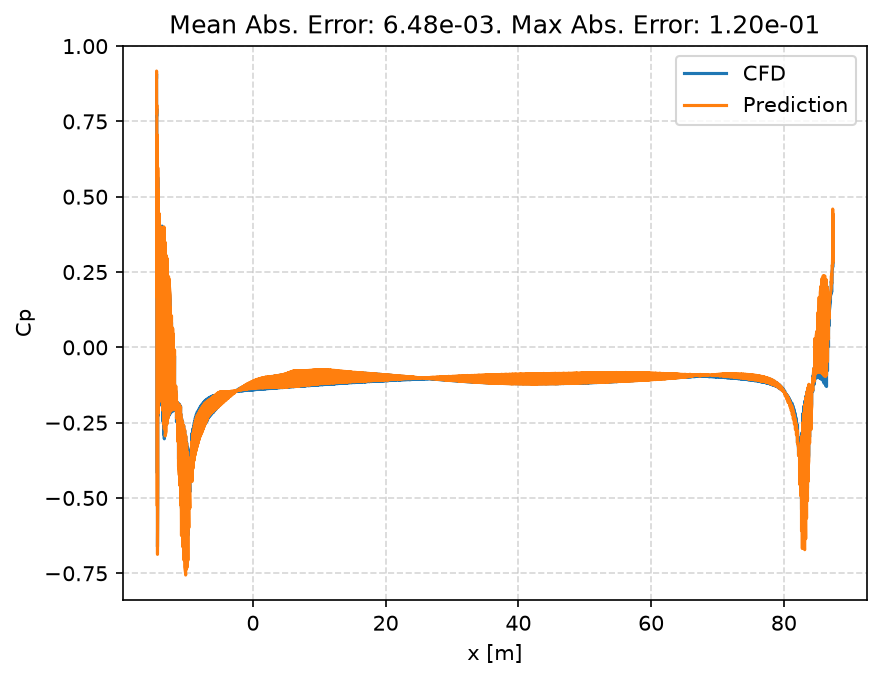 Mean Abs. Error: 6.48e-03. Max Abs. Error: 1.20e-01
CFD
Prediction
1.00
0.75
0.50
0.25
0.00
−0.25
−0.50
−0.75
Cp
0
20
40
60
80
x [m]